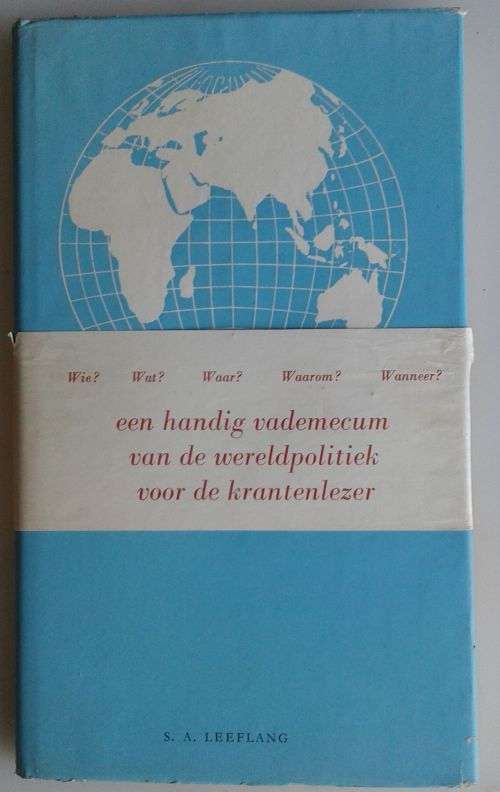 Wie? Wat? Waar? Waarom? Wanneer?
een handig vademecum
van de wereldpolitiek
voor de krantenlezer
S. A. LEEFLANG